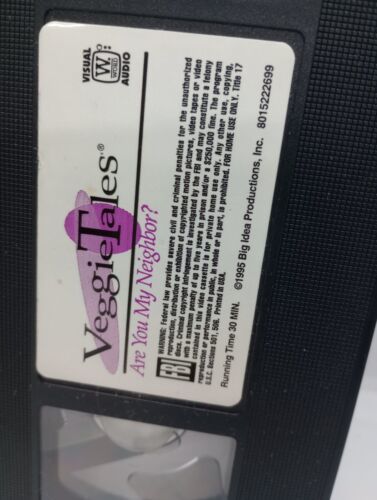 VeggieTales®
Are You My Neighbor?
VISUAL
W
WORD
AUDIO
FBI
WARNING: Federal law provides severe civil and criminal penalties for the unauthorized
reproduction, distribution or exhibition of copyrighted motion pictures, video tapes or video
discs. Criminal copyright infringement is investigated by the FBI and may constitute a felony
with a maximum penalty of up to five years in prison and/or a $250,000 fine. The program
contained in this video cassette is for private home use only. Any other use, copying,
reproduction or performance in public, in whole or in part, is prohibited. FOR HOME USE ONLY. Title 17
U.S.C. Sections 501, 506. Printed in USA.
Running Time 30 MIN. ©1995 Big Idea Productions, Inc. 8015222699